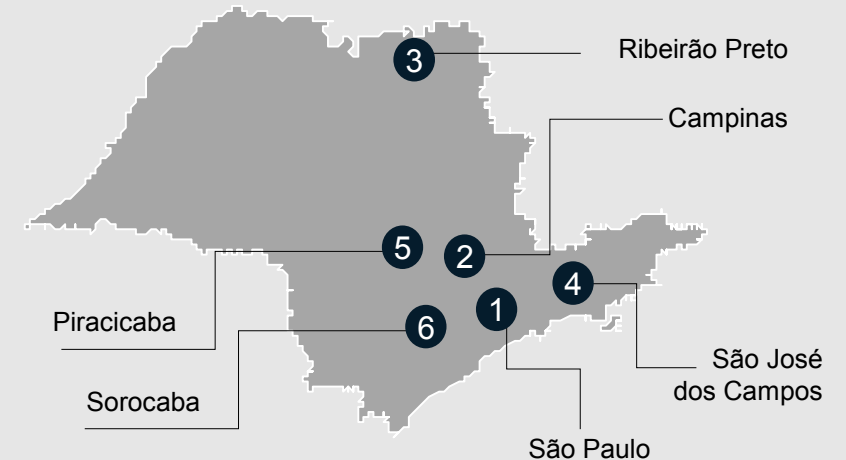 3
Ribeirão Preto
Campinas
5
2
4
1
6
Piracicaba
São José
dos Campos
Sorocaba
São Paulo